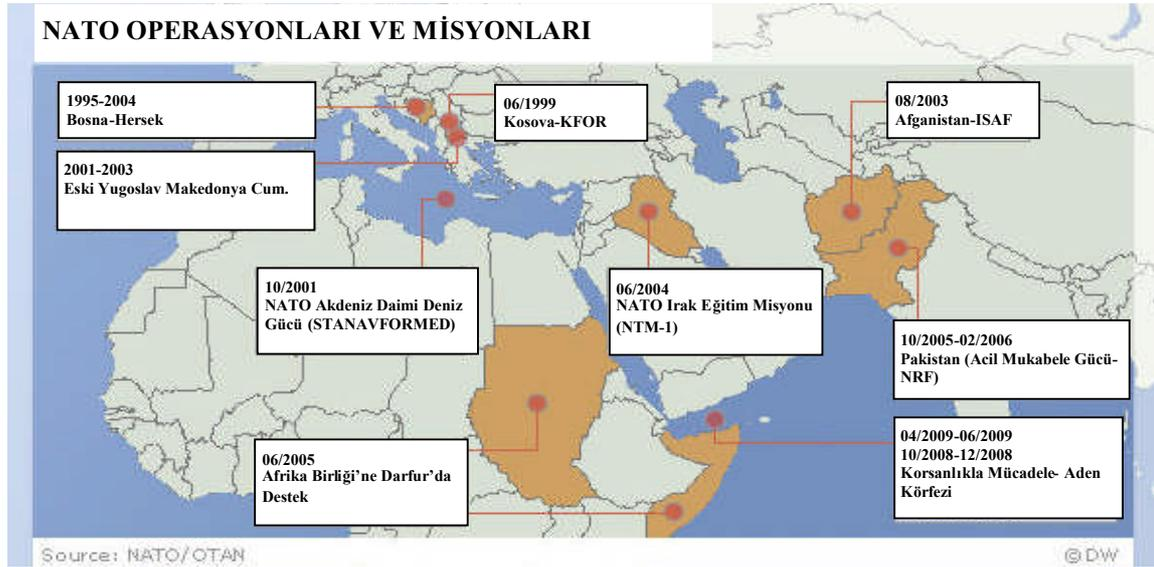 NATO OPERASYONLARI VE MİSYONLARI
1995-2004
Bosna-Hersek
06/1999
Kosova-KFOR
08/2003
Afganistan-ISAF
2001-2003
Eski Yugoslav Makedonya Cum.
10/2001
NATO Akdeniz Daimi Deniz
Gücü (STANAVFORMED)
06/2004
NATO Irak Eğitim Misyonu
(NTM-1)
10/2005-02/2006
Pakistan (Acil Mukabele Gücü-
NRF)
04/2009-06/2009
10/2008-12/2008
Korsanlıkla Mücadele- Aden
Körfezi
06/2005
Afrika Birliği’ne Darfur’da
Destek
Source: NATO/OTAN
©DW